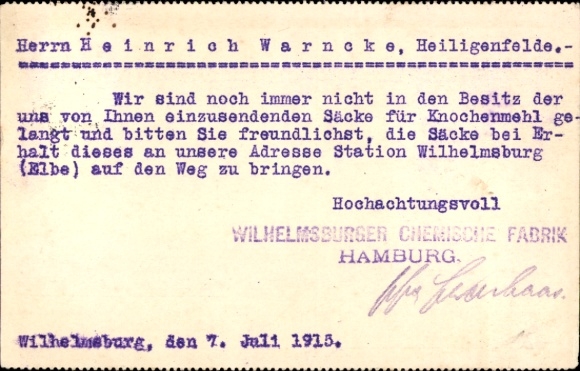 Herrn Heinrich Warncke, Heiligenfelde.-
Wir sind noch immer nicht in den Besitz der
uns von Ihnen einzusendenden Säcke für Knochenmehl ge-
langt und bitten Sie freundlichst, die Säcke bei Er-
halt dieses an unsere Adresse Station Wilhelmsburg
(Elbe) auf den Weg zu bringen.
Hochachtungsvoll
WILHELMSBURGER CHEMISCHE FABRIK
HAMBURG.
Wilhelmsburg, den 7. Juli 1915.